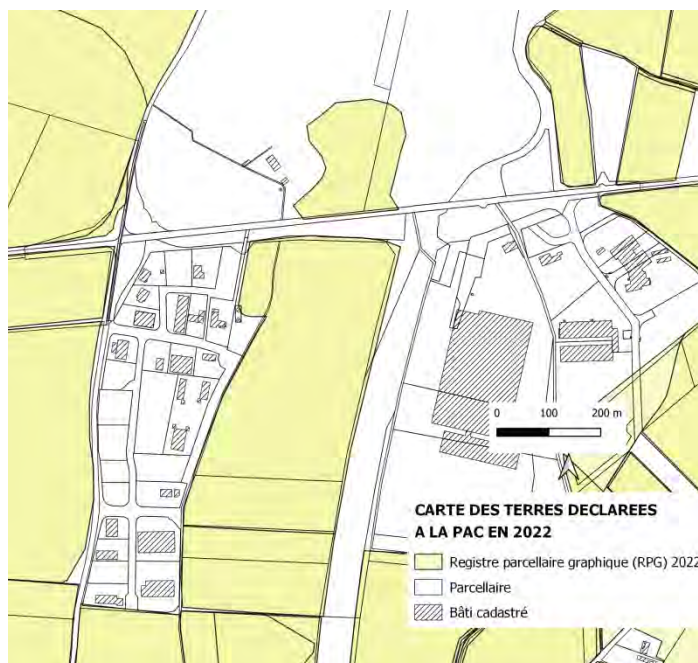 0 100 200 m
CARTE DES TERRES DECLAREES
A LA PAC EN 2022
Registre parcellaire graphique (RPG) 2022
Parcellaire
Bâti cadastré